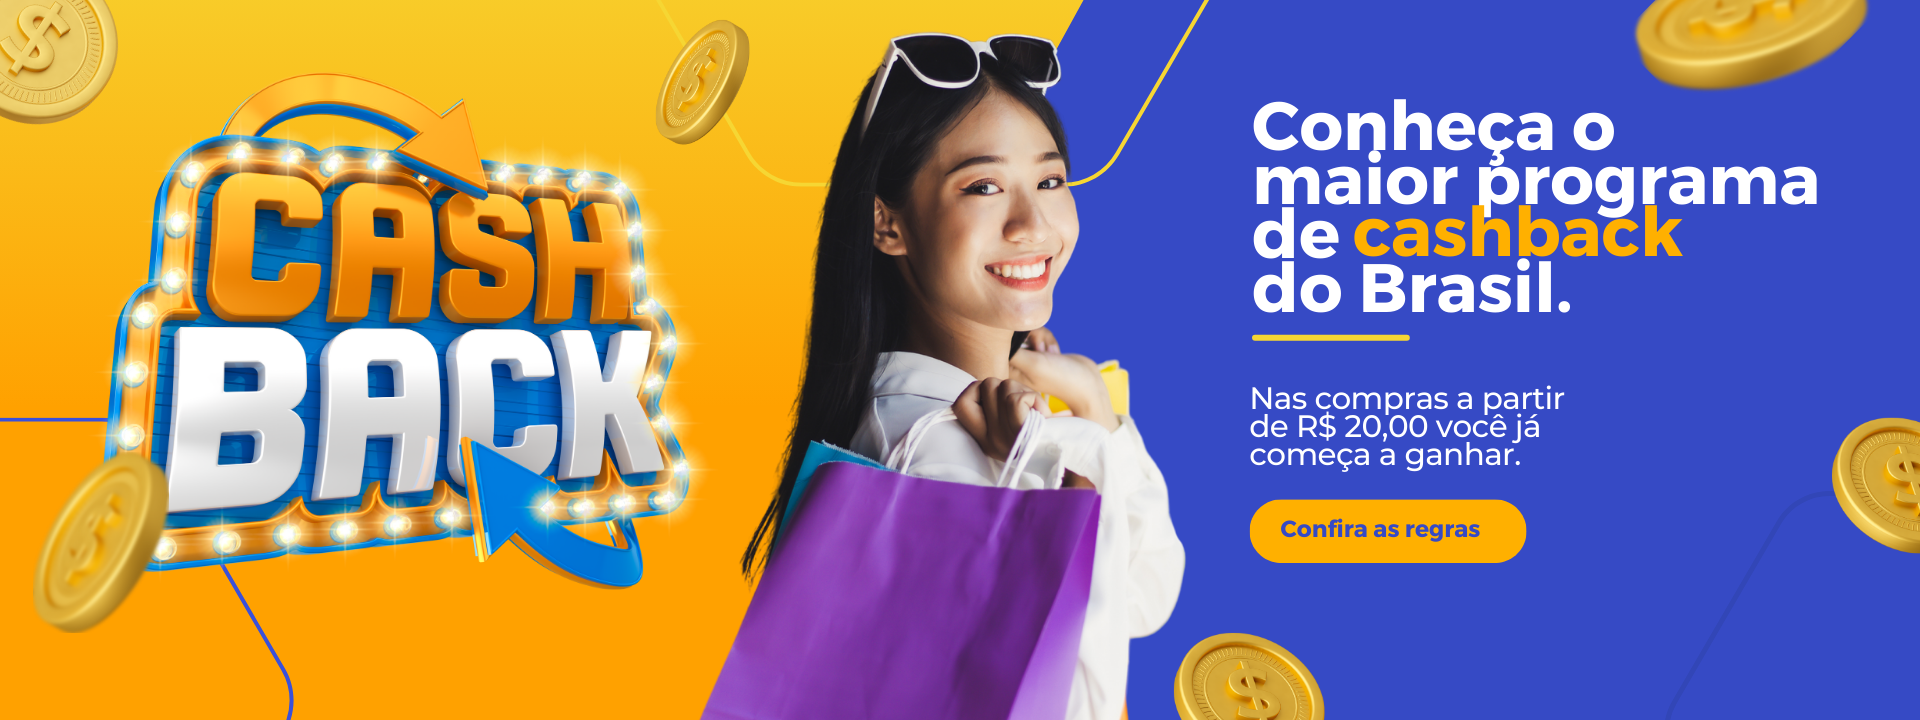 CASH
BACK
Conheça o
maior programa
de cashback
do Brasil.
Nas compras a partir
de R$ 20,00 você já
começa a ganhar.
Confira as regras